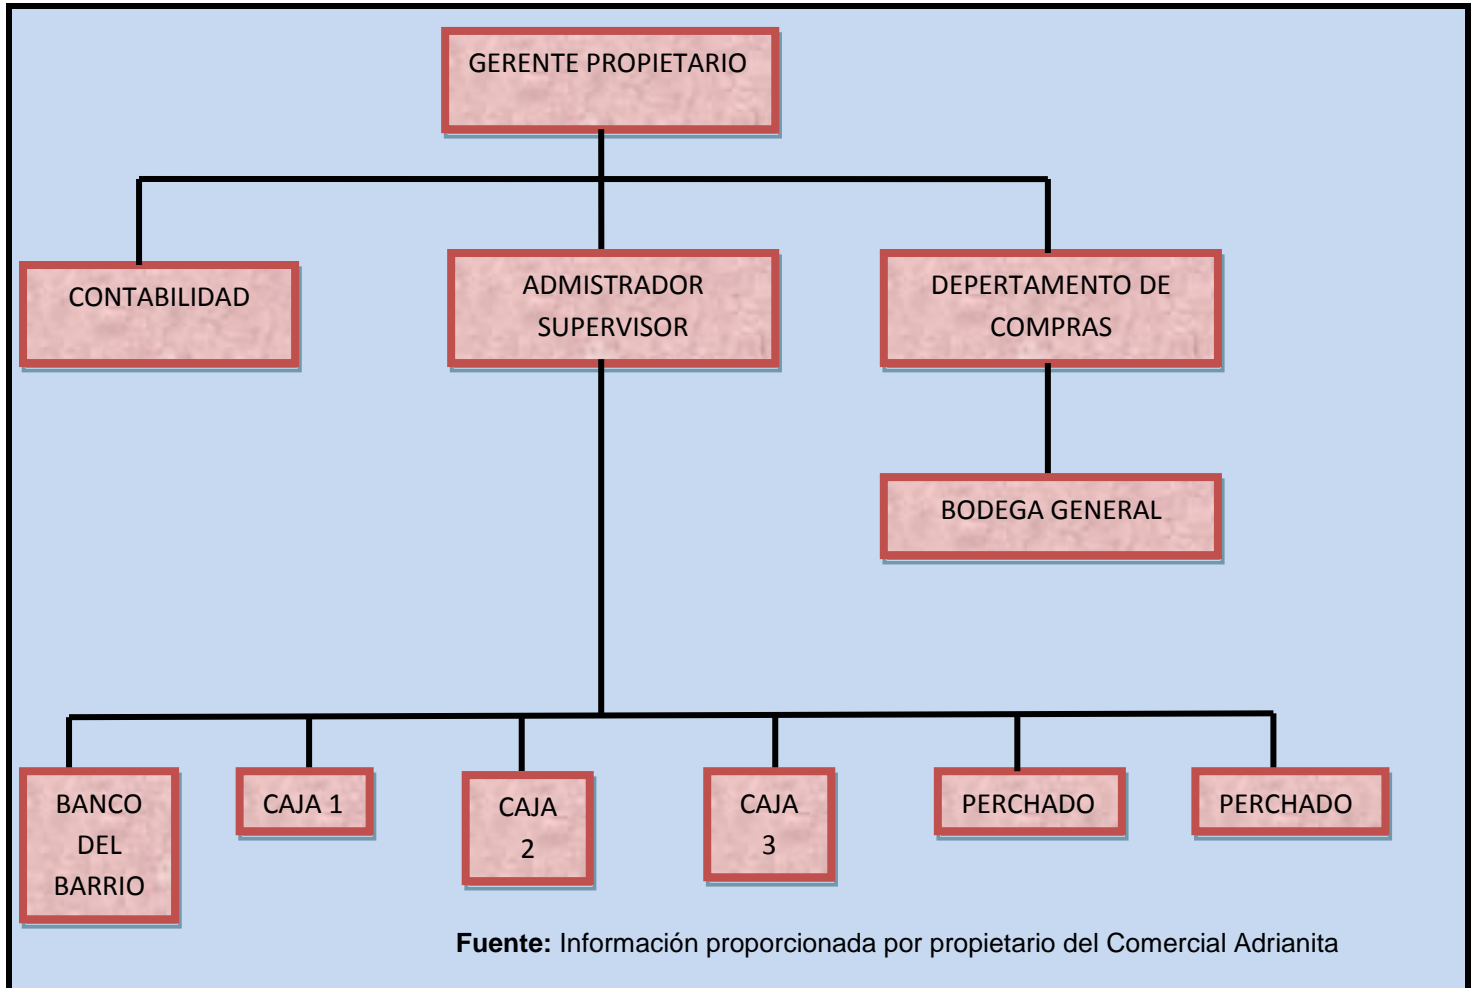 GERENTE PROPIETARIO
CONTABILIDAD
ADMISTRADOR
SUPERVISOR
DEPERTAMENTO DE
COMPRAS
BODEGA GENERAL
BANCO
DEL
BARRIO
CAJA 1
CAJA
2
CAJA
3
PERCHADO
PERCHADO
Fuente: Información proporcionada por propietario del Comercial Adrianita